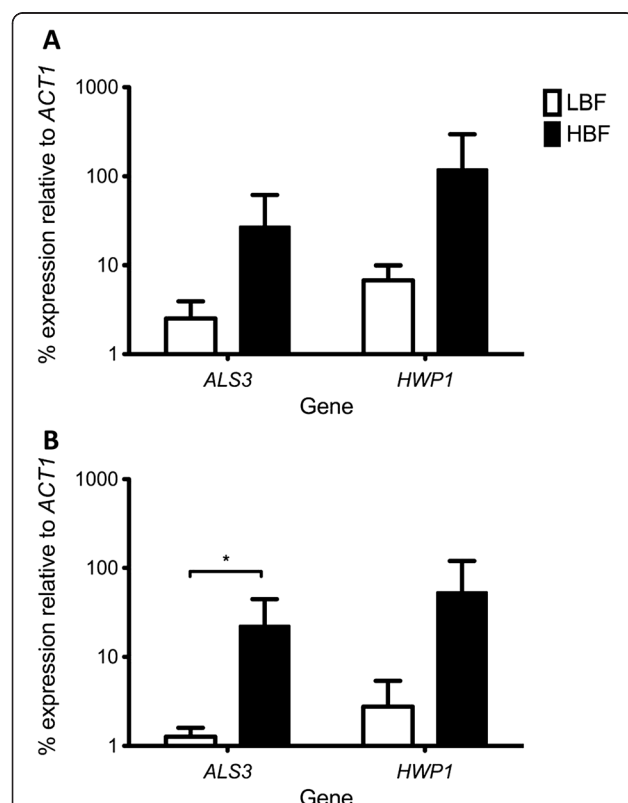 A
% expression relative to ACT1
1000
100
10
1
ALS3 HWP1
Gene
LBF
HBF
B
% expression relative to ACT1
1000
100
10
1
*
ALS3 HWP1
Gene